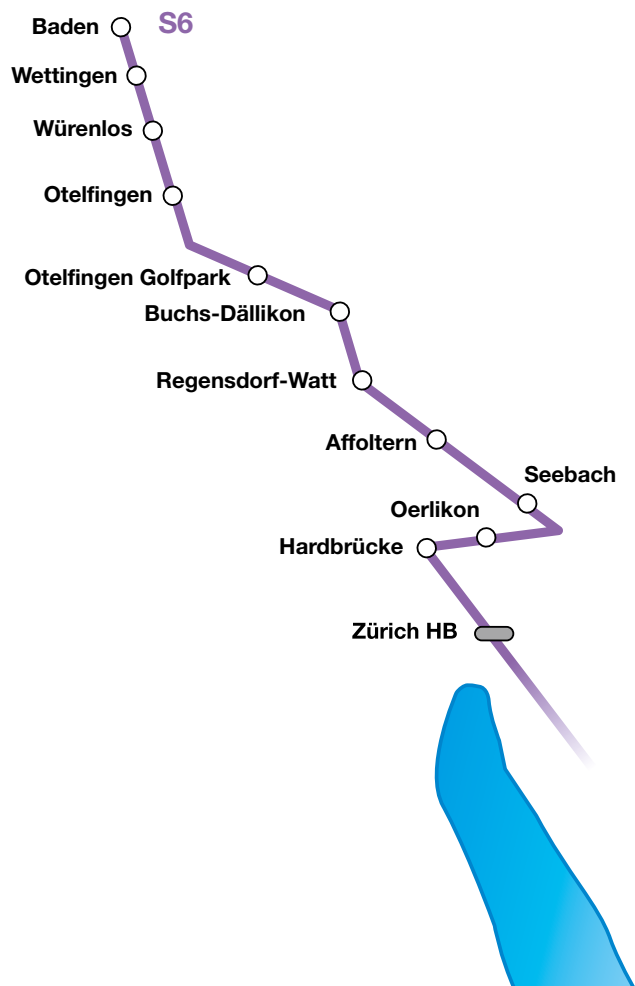 Baden
S6
Wettingen
Würenlos
Otelfingen
Otelfingen Golfpark
Buchs-Dällikon
Regensdorf-Watt
Affoltern
Seebach
Oerlikon
Hardbrücke
Zürich HB